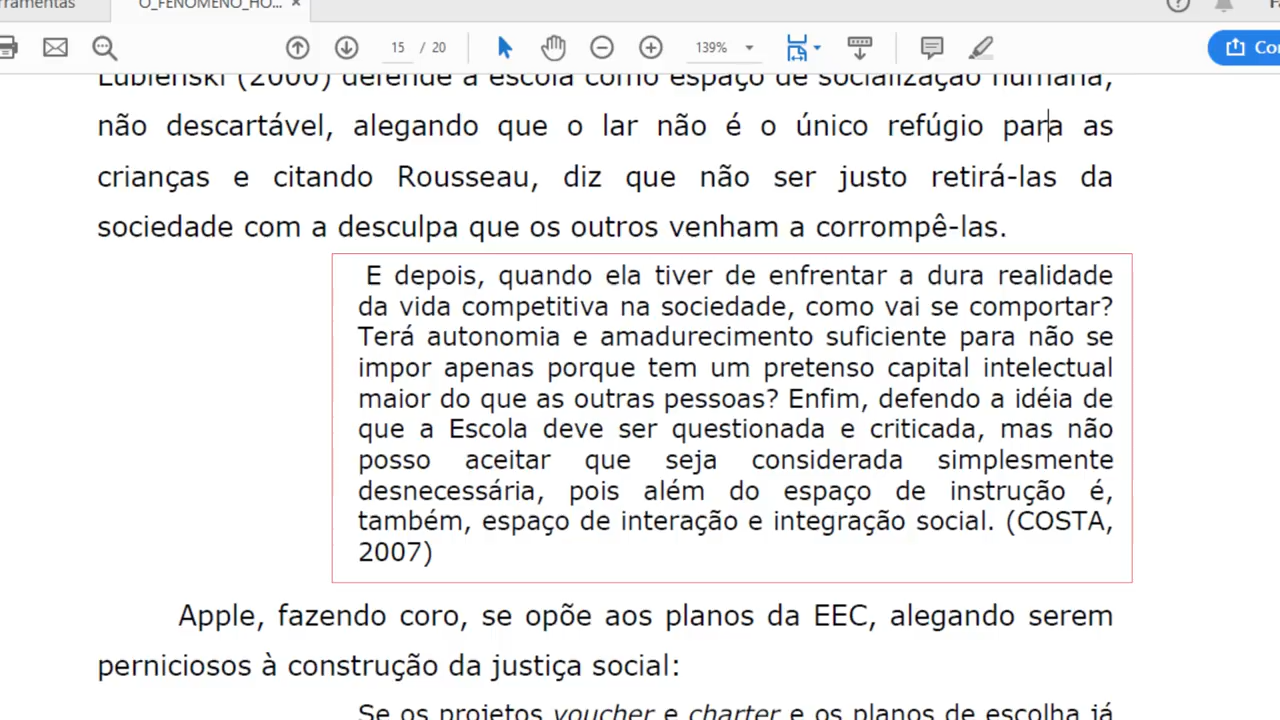 rramentas
O_FENOMENO_HO... ×
15 / 20
139%
Co
Lubienski (2000) defende a escola como espaço de socialização humana,
não descartável, alegando que o lar não é o único refúgio para as
crianças e citando Rousseau, diz que não ser justo retirá-las da
sociedade com a desculpa que os outros venham a corrompê-las.
E depois, quando ela tiver de enfrentar a dura realidade
da vida competitiva na sociedade, como vai se comportar?
Terá autonomia e amadurecimento suficiente para não se
impor apenas porque tem um pretenso capital intelectual
maior do que as outras pessoas? Enfim, defendo a idéia de
que a Escola deve ser questionada e criticada, mas não
posso aceitar que seja considerada simplesmente
desnecessária, pois além do espaço de instrução é,
também, espaço de interação e integração social. (COSTA,
2007)
Apple, fazendo coro, se opõe aos planos da EEC, alegando serem
perniciosos à construção da justiça social:
Se os projetos voucher e charter e os planos de escolha já